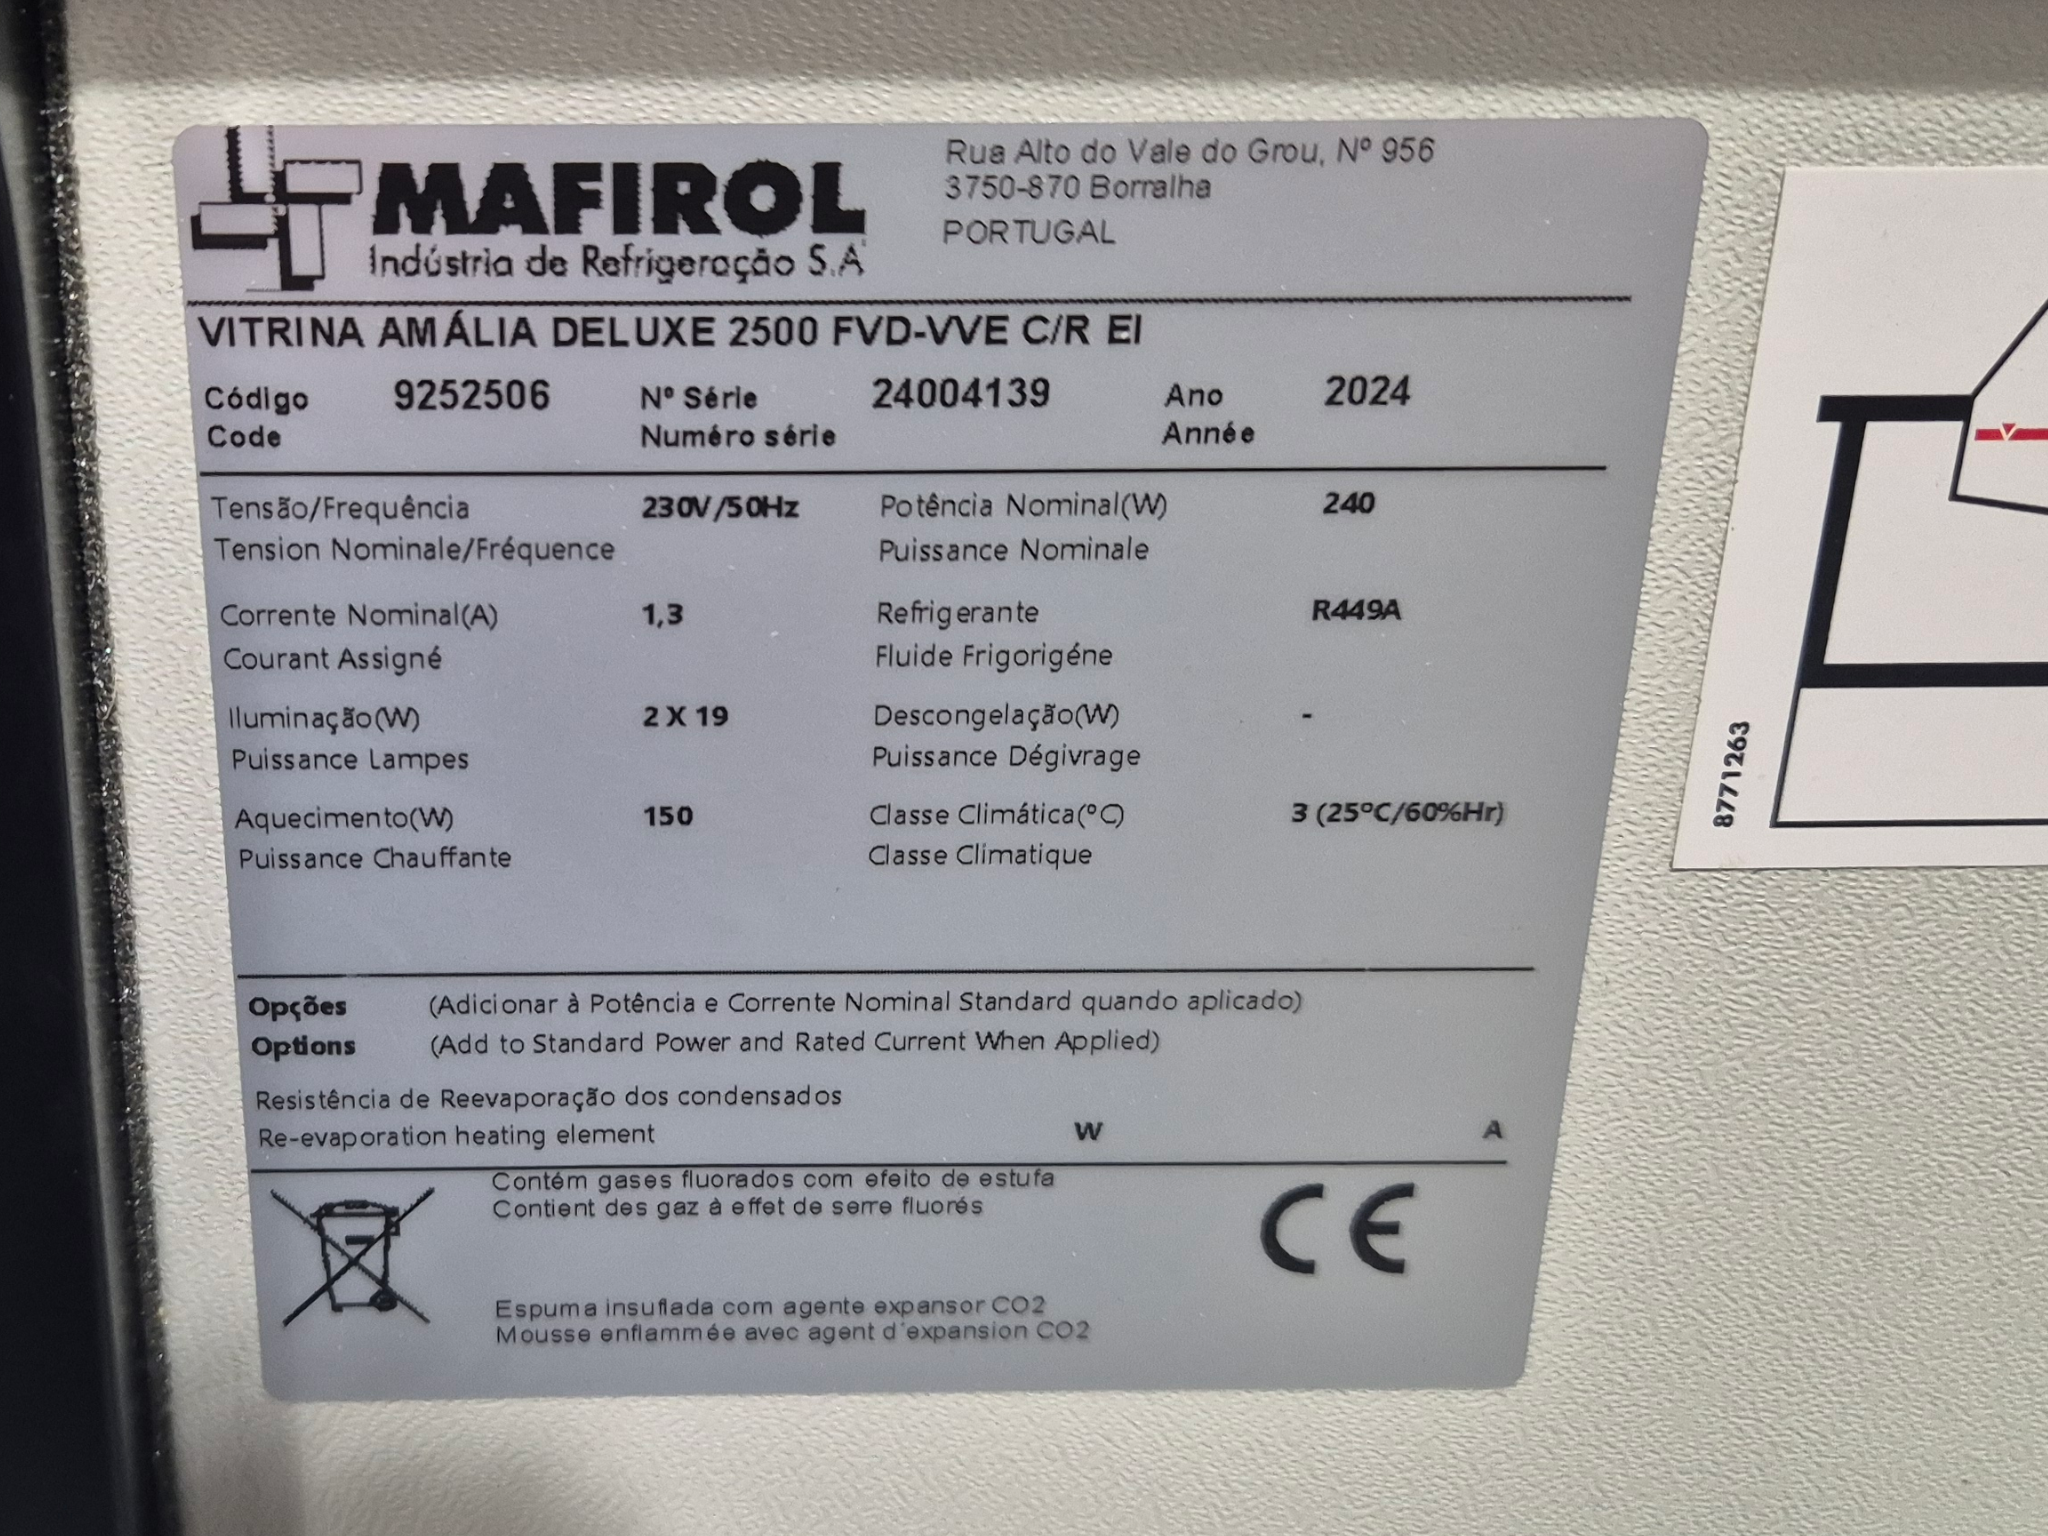 MAFIROL
Indústria de Refrigeração S.A
Rua Alto do Vale do Grou, Nº 956
3750-870 Borralha
PORTUGAL
VITRINA AMÁLIA DELUXE 2500 FVD-VVE C/R EI
Código 9252506 Nº Série 24004139 Ano 2024
Code Numéro série Année
Tensão/Frequência 230V/50Hz Potência Nominal(W) 240
Tension Nominale/Fréquence Puissance Nominale
Corrente Nominal(A) 1,3 Refrigerante R449A
Courant Assigné Fluide Frigorigéne
Iluminação(W) 2 X 19 Descongelação(W) -
Puissance Lampes Puissance Dégivrage
Aquecimento(W) 150 Classe Climática(ºC) 3 (25ºC/60%Hr)
Puissance Chauffante Classe Climatique
Opções (Adicionar à Potência e Corrente Nominal Standard quando aplicado)
Options (Add to Standard Power and Rated Current When Applied)
Resistência de Reevaporação dos condensados
Re-evaporation heating element W A
Contém gases fluorados com efeito de estufa
Contient des gaz à effet de serre fluorés
CE
Espuma insuflada com agente expansor CO2
Mousse enflammée avec agent d'expansion CO2
8771263